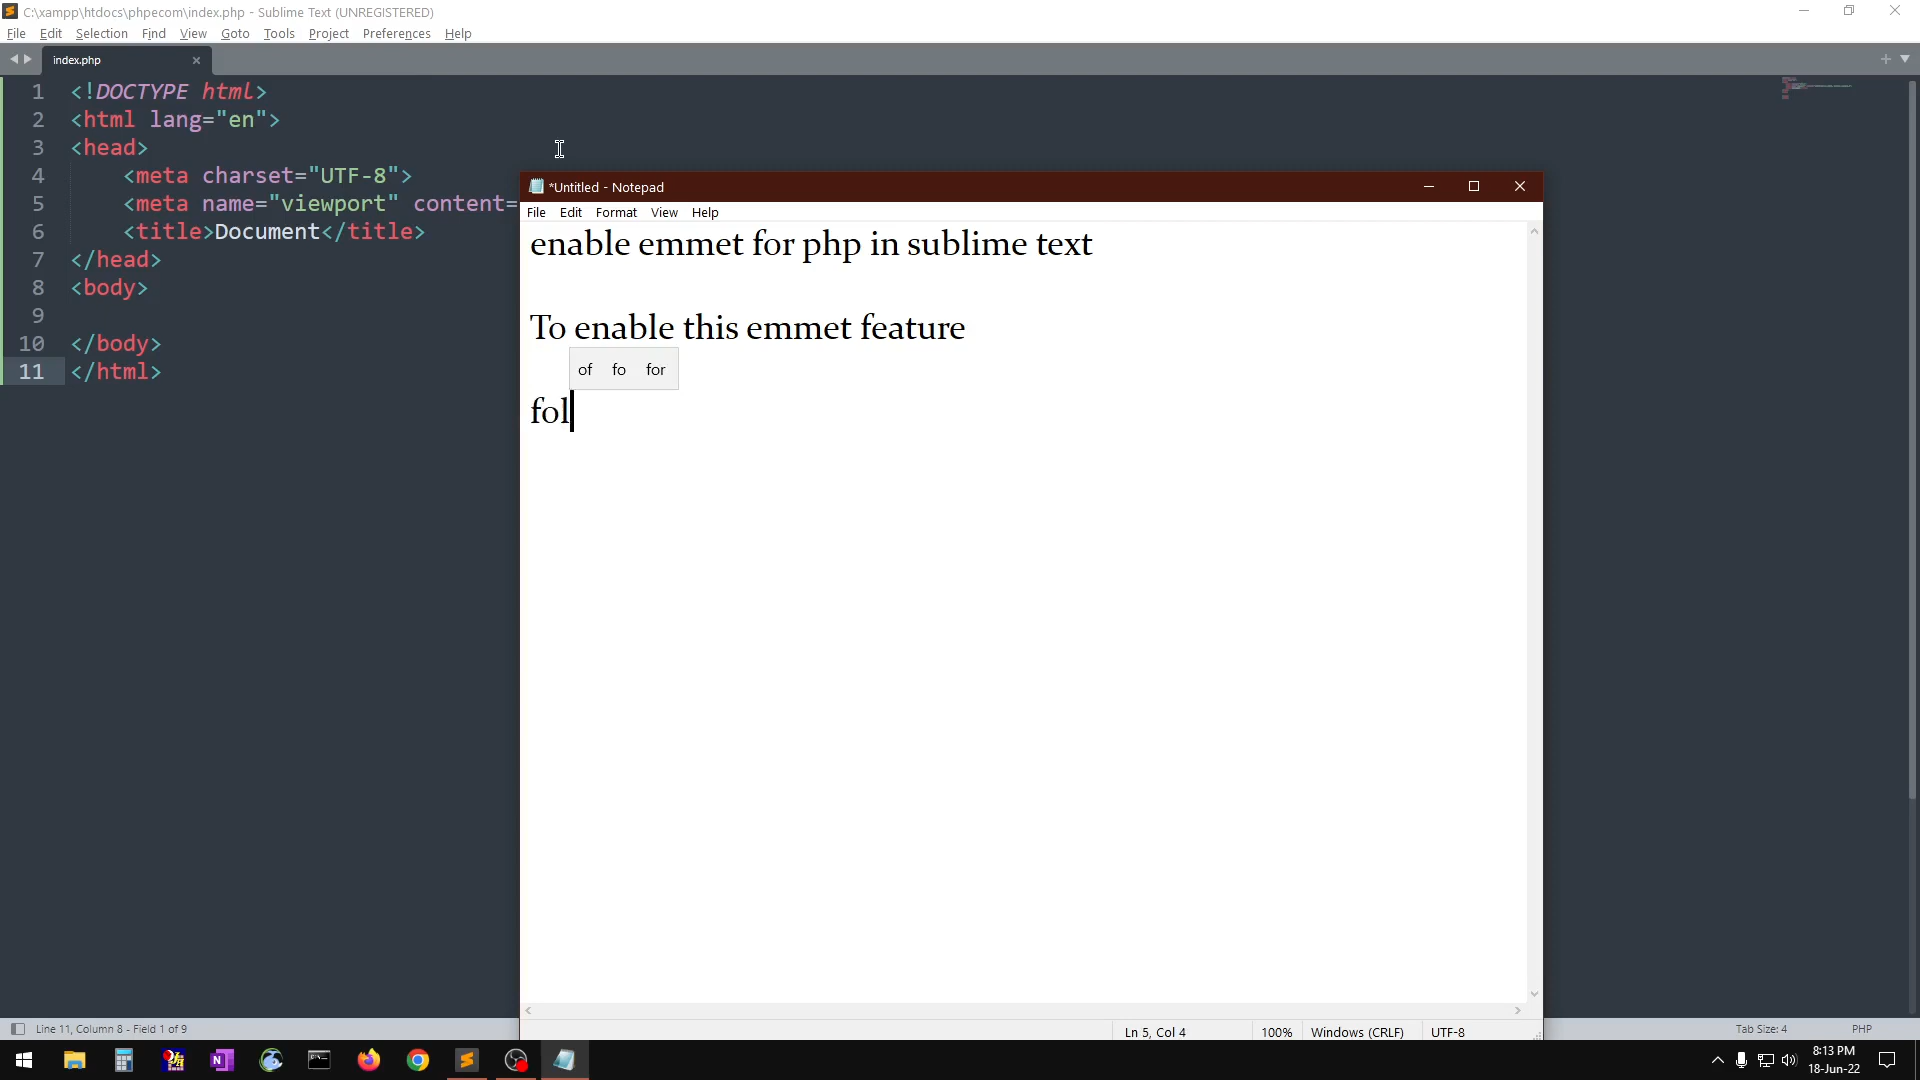 C:\xampp\htdocs\phpecom\index.php - Sublime Text (UNREGISTERED)
File Edit Selection Find View Goto Tools Project Preferences Help
index.php
1 <!DOCTYPE html>
2 <html lang="en">
3 <head>
4 <meta charset="UTF-8">
5 <meta name="viewport" content=
6 <title>Document</title>
7 </head>
8 <body>
9
10 </body>
11 </html>
*Untitled - Notepad
File Edit Format View Help
enable emmet for php in sublime text
To enable this emmet feature
of fo for
fol
Ln 5, Col 4 100% Windows (CRLF) UTF-8
Line 11, Column 8 - Field 1 of 9 Tab Size: 4 PHP
8:13 PM
18-Jun-22